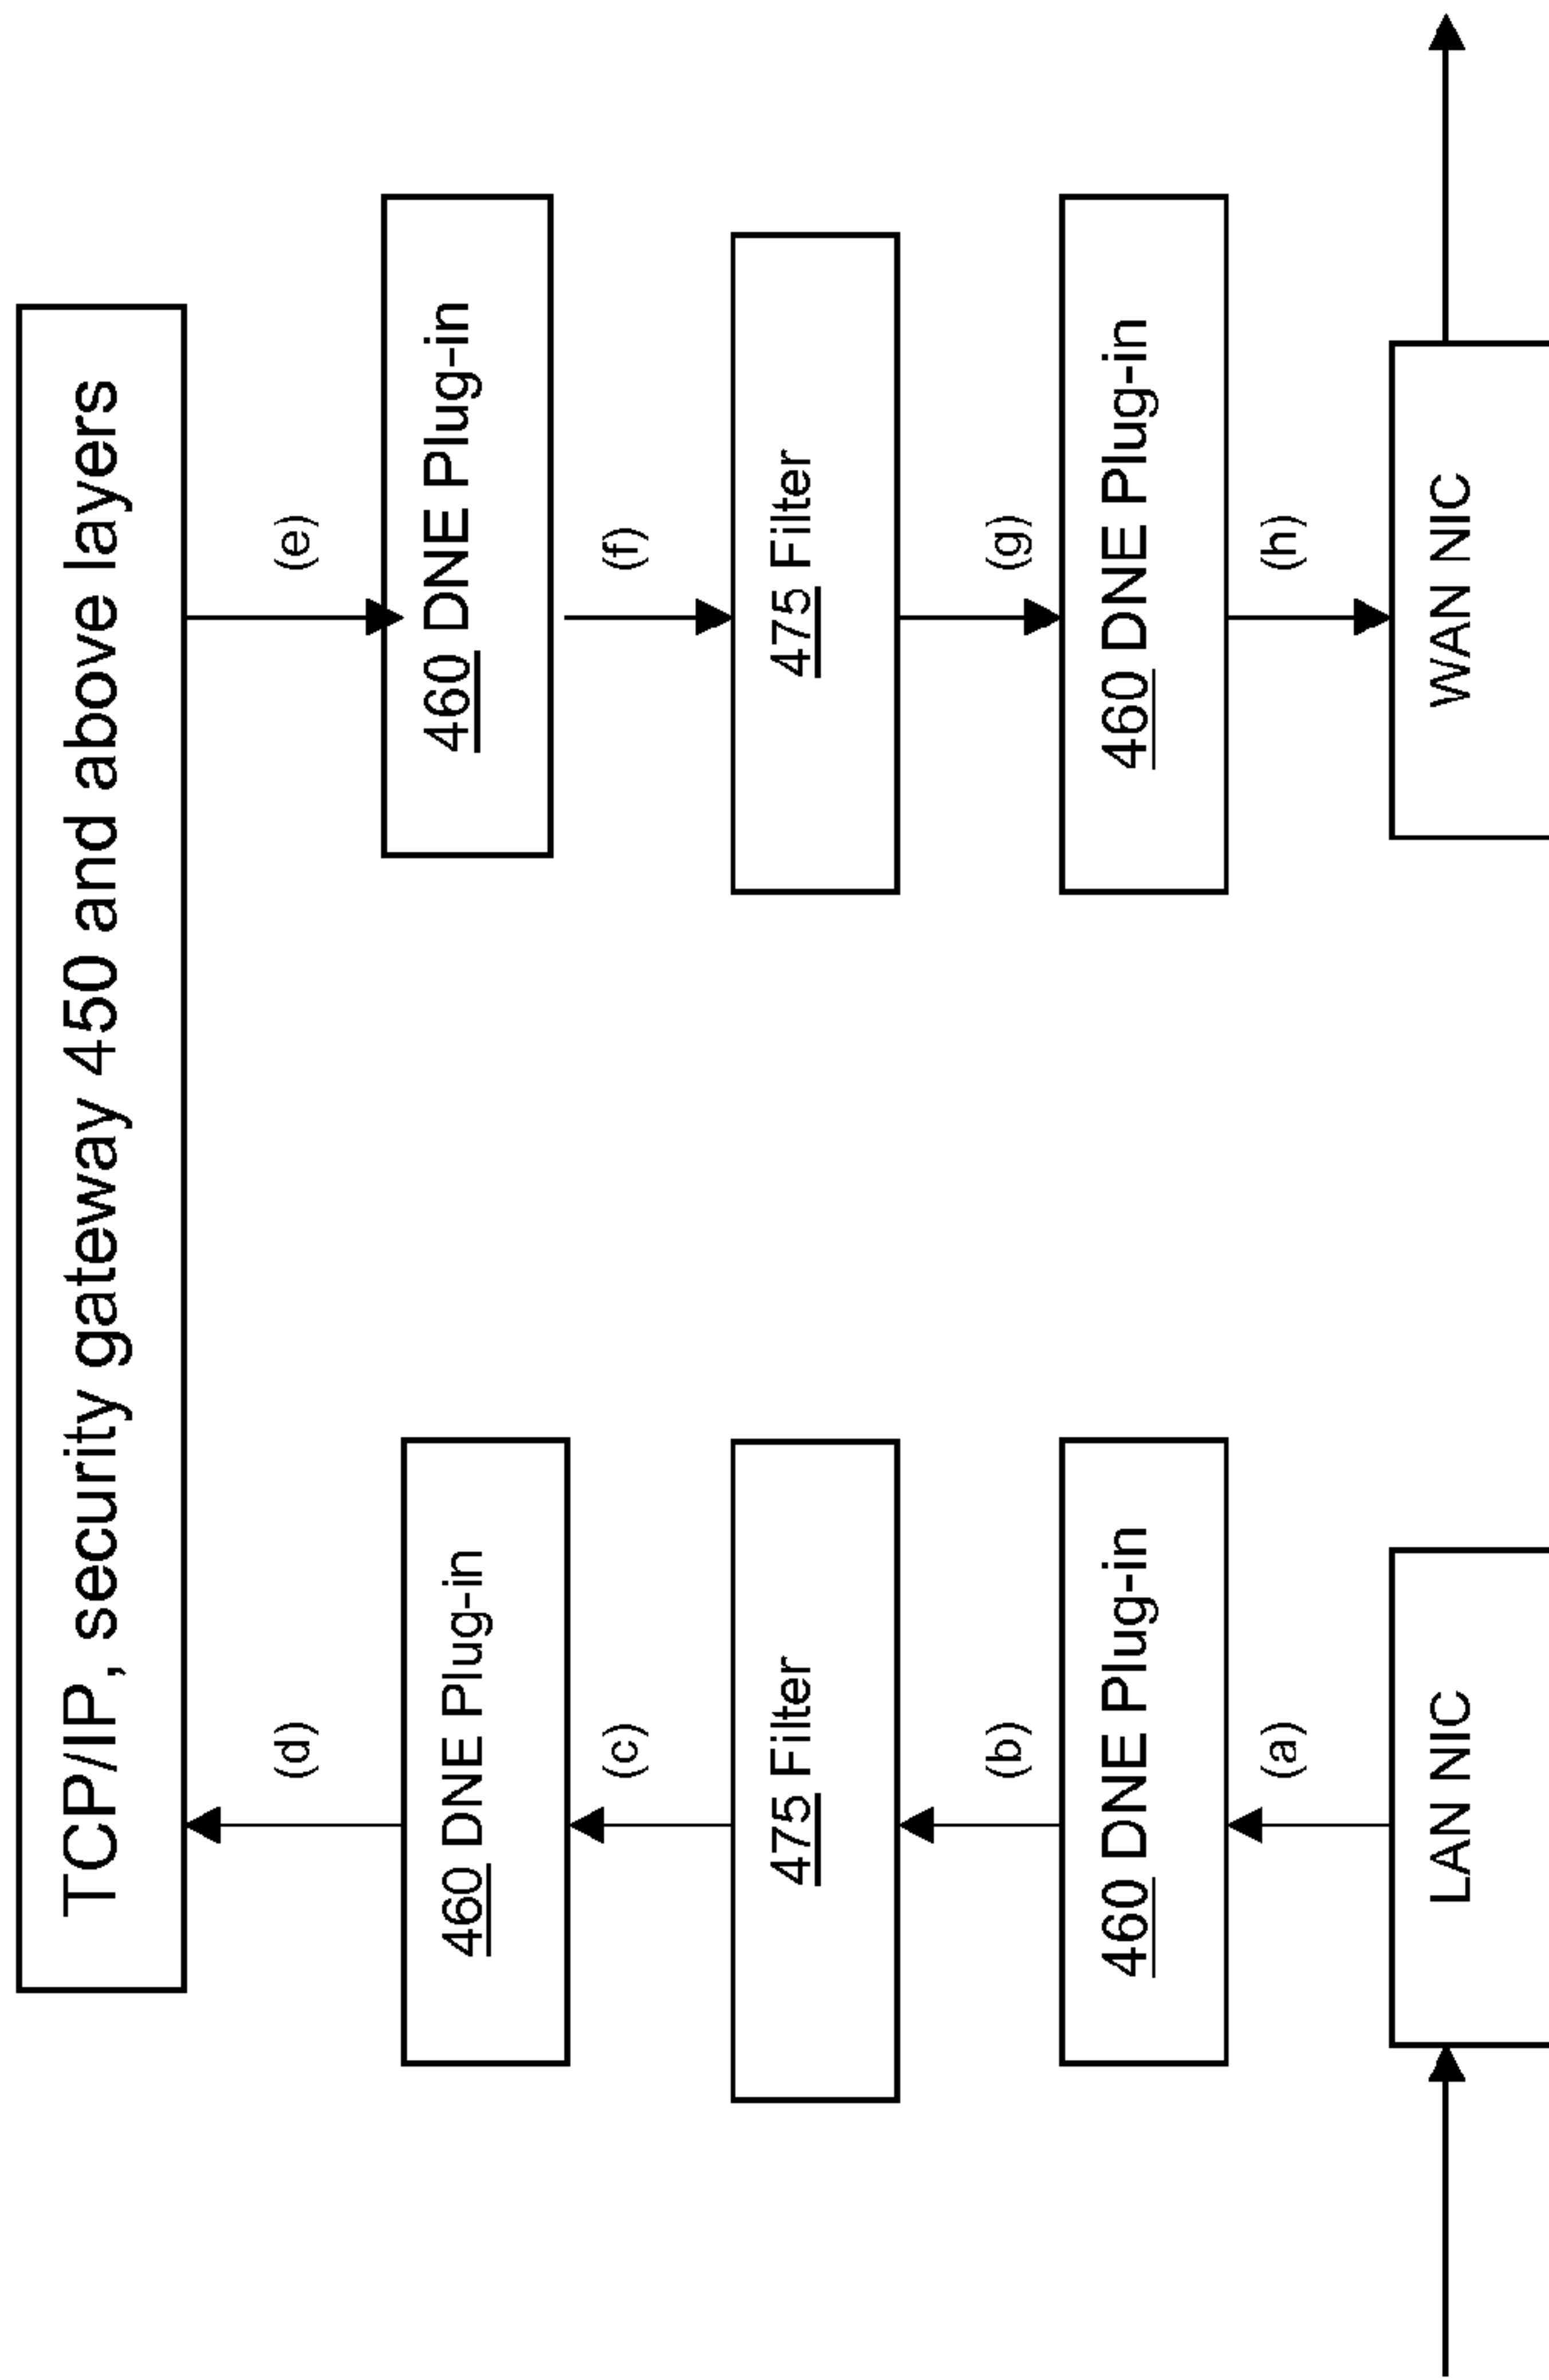 TCP/IP, security gateway 450 and above layers
(d)
(e)
460 DNE Plug-in
460 DNE Plug-in
(c)
(f)
475 Filter
475 Filter
(b)
(g)
460 DNE Plug-in
460 DNE Plug-in
(a)
(h)
LAN NIC
WAN NIC